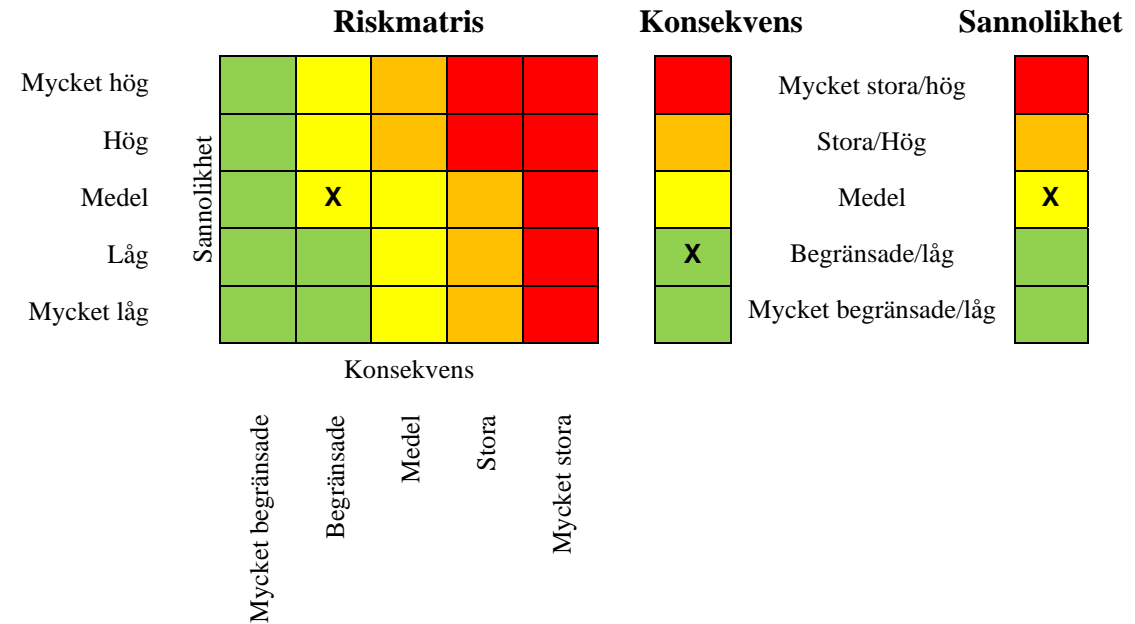 Riskmatris
Konsekvens
Sannolikhet
Mycket hög
Hög
Medel
Låg
Mycket låg
Sannolikhet
X
Konsekvens
Mycket begränsade
Begränsade
Medel
Stora
Mycket stora
X
Mycket stora/hög
Stora/Hög
Medel
Begränsade/låg
Mycket begränsade/låg
X